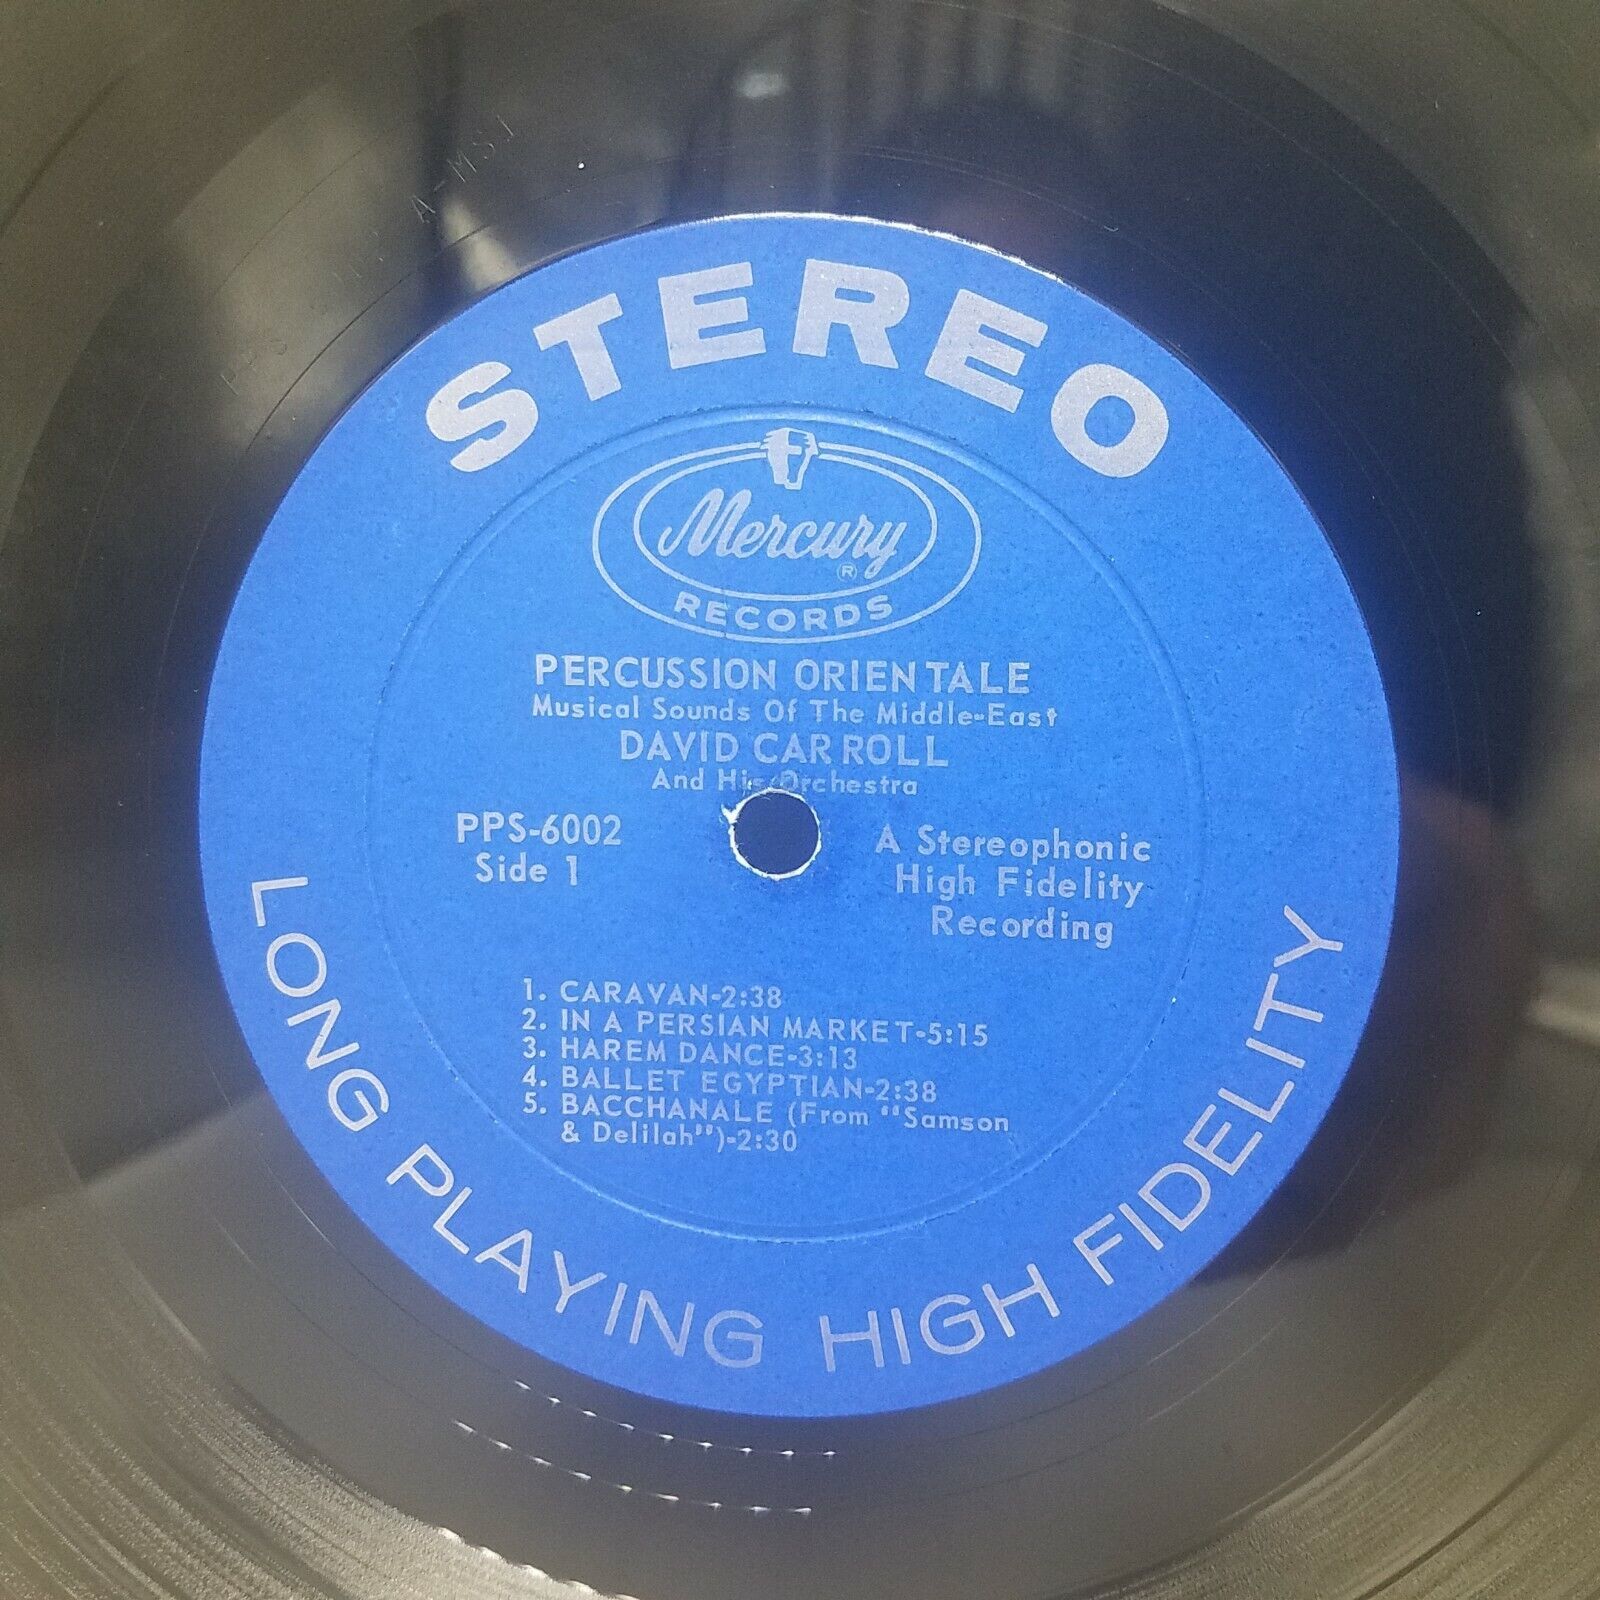 STEREO
Mercury
®
RECORDS
PERCUSSION ORIENTALE
Musical Sounds Of The Middle-East
DAVID CARROLL
And His Orchestra
PPS-6002
Side 1
A Stereophonic
High Fidelity
Recording
1. CARAVAN-2:38
2. IN A PERSIAN MARKET-5:15
3. HAREM DANCE-3:13
4. BALLET EGYPTIAN-2:38
5. BACCHANALE (From "Samson
& Delilah")-2:30
LONG PLAYING HIGH FIDELITY